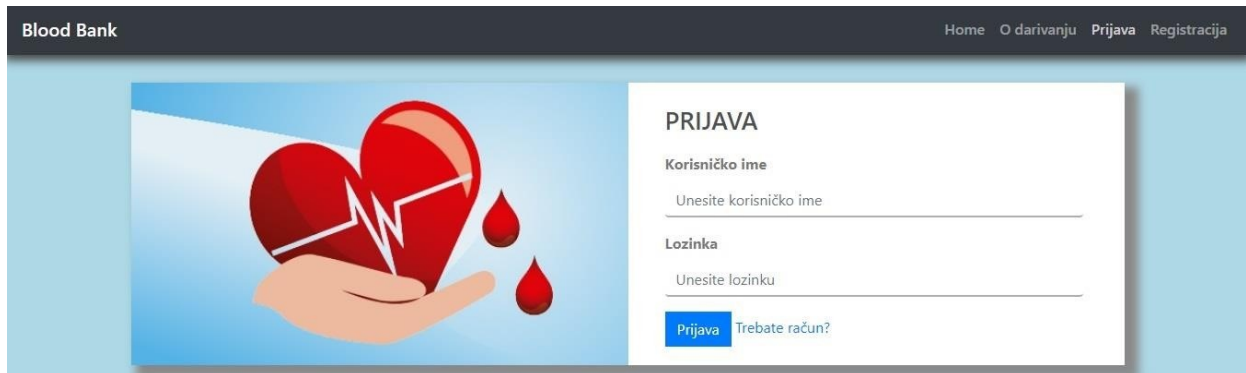 Blood Bank
Home O darivanju Prijava Registracija
PRIJAVA
Korisničko ime
Unesite korisničko ime
Lozinka
Unesite lozinku
Prijava Trebate račun?